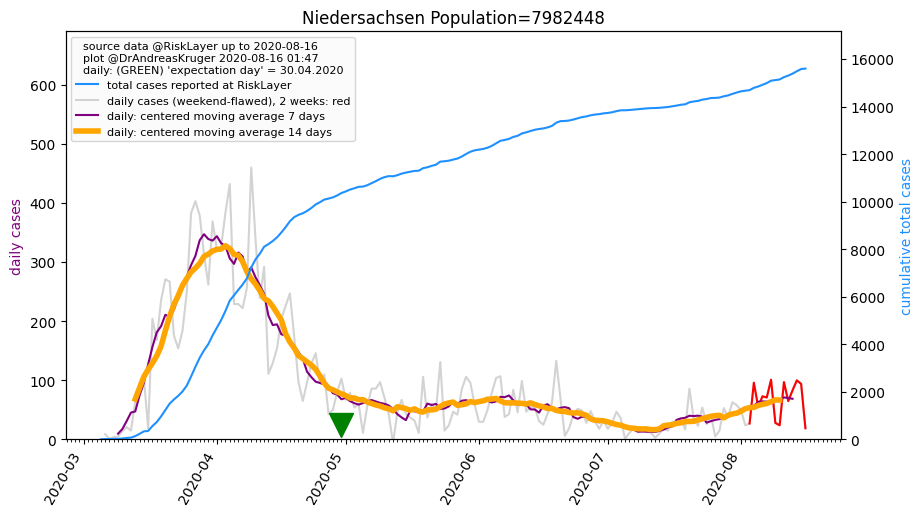 Niedersachsen Population=7982448
source data @RiskLayer up to 2020-08-16
plot @DrAndreasKruger 2020-08-16 01:47
daily: (GREEN) 'expectation day' = 30.04.2020
total cases reported at RiskLayer
daily cases (weekend-flawed), 2 weeks: red
daily: centered moving average 7 days
daily: centered moving average 14 days
daily cases
600
500
400
300
200
100
0
cumulative total cases
16000
14000
12000
10000
8000
6000
4000
2000
0
2020-03
2020-04
2020-05
2020-06
2020-07
2020-08